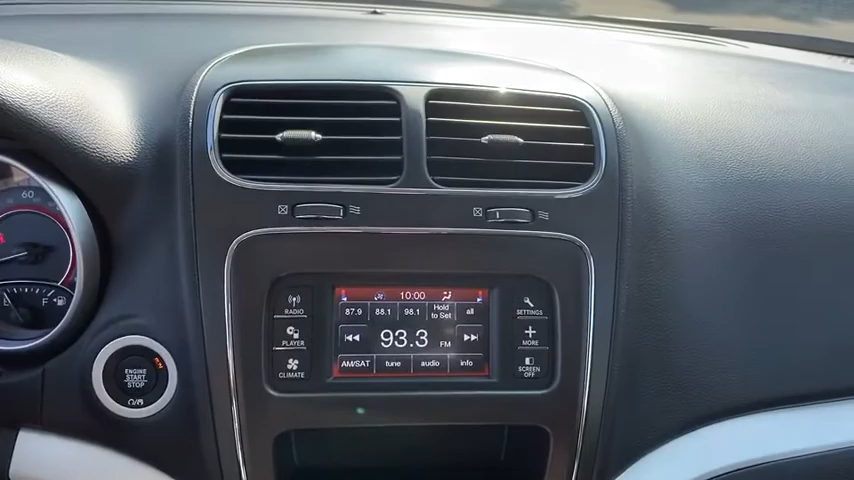 60
E F
ENGINE
START
STOP
10:00
87.9 88.1 98.1 Hold to Set all
93.3 FM
AM/SAT tune audio info
RADIO
PLAYER
CLIMATE
SETTINGS
MORE
SCREEN
OFF